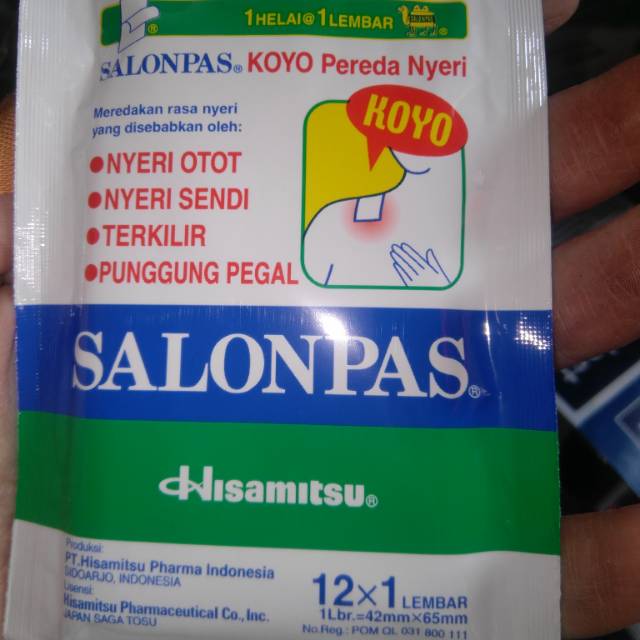 1HELAI@1LEMBAR
SALONPAS® KOYO Pereda Nyeri
Meredakan rasa nyeri
yang disebabkan oleh:
●NYERI OTOT
●NYERI SENDI
●TERKILIR
●PUNGGUNG PEGAL
KOYO
SALONPAS®
Hisamitsu®
Produksi:
PT.Hisamitsu Pharma Indonesia
SIDOARJO, INDONESIA
Lisensi:
Hisamitsu Pharmaceutical Co., Inc.
JAPAN SAGA TOSU
12×1 LEMBAR
1Lbr.=42mm×65mm
No.Reg.: POM QL 031 800 111